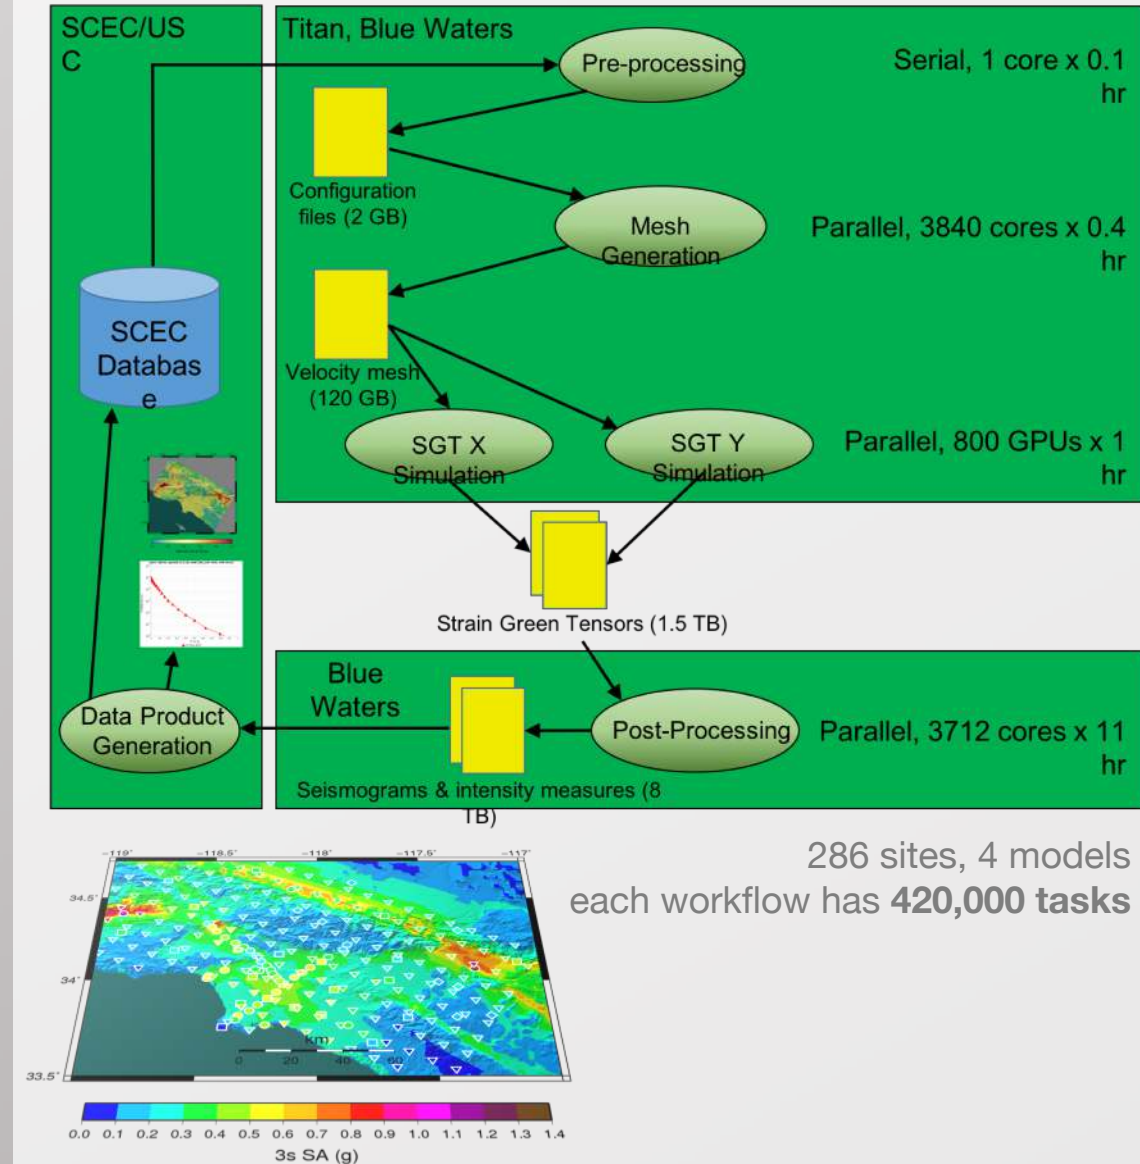 SCEC/US
C
Titan, Blue Waters
Pre-processing
Serial, 1 core x 0.1
hr
Configuration
files (2 GB)
Mesh
Generation
Parallel, 3840 cores x 0.4
hr
SCEC
Databas
e
Velocity mesh
(120 GB)
SGT X
Simulation
SGT Y
Simulation
Parallel, 800 GPUs x 1
hr
Strain Green Tensors (1.5 TB)
Blue
Waters
Data Product
Generation
Post-Processing
Parallel, 3712 cores x 11
hr
Seismograms & intensity measures (8
TB)
286 sites, 4 models
each workflow has 420,000 tasks
-119° -118.5° -118° -117.5° -117°
34.5°
34°
33.5°
km
0 20 40 60
0.0 0.1 0.2 0.3 0.4 0.5 0.6 0.7 0.8 0.9 1.0 1.1 1.2 1.3 1.4
3s SA (g)